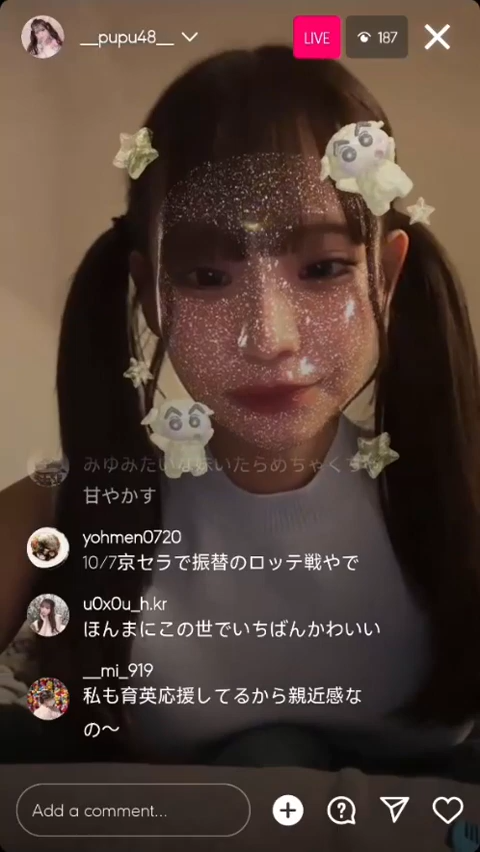 __pupu48__
LIVE
187
甘やかす
yohmen0720
10/7京セラで振替のロッテ戦やで
u0x0u_h.kr
ほんまにこの世でいちばんかわいい
__mi_919
私も育英応援してるから親近感な
の〜
Add a comment...